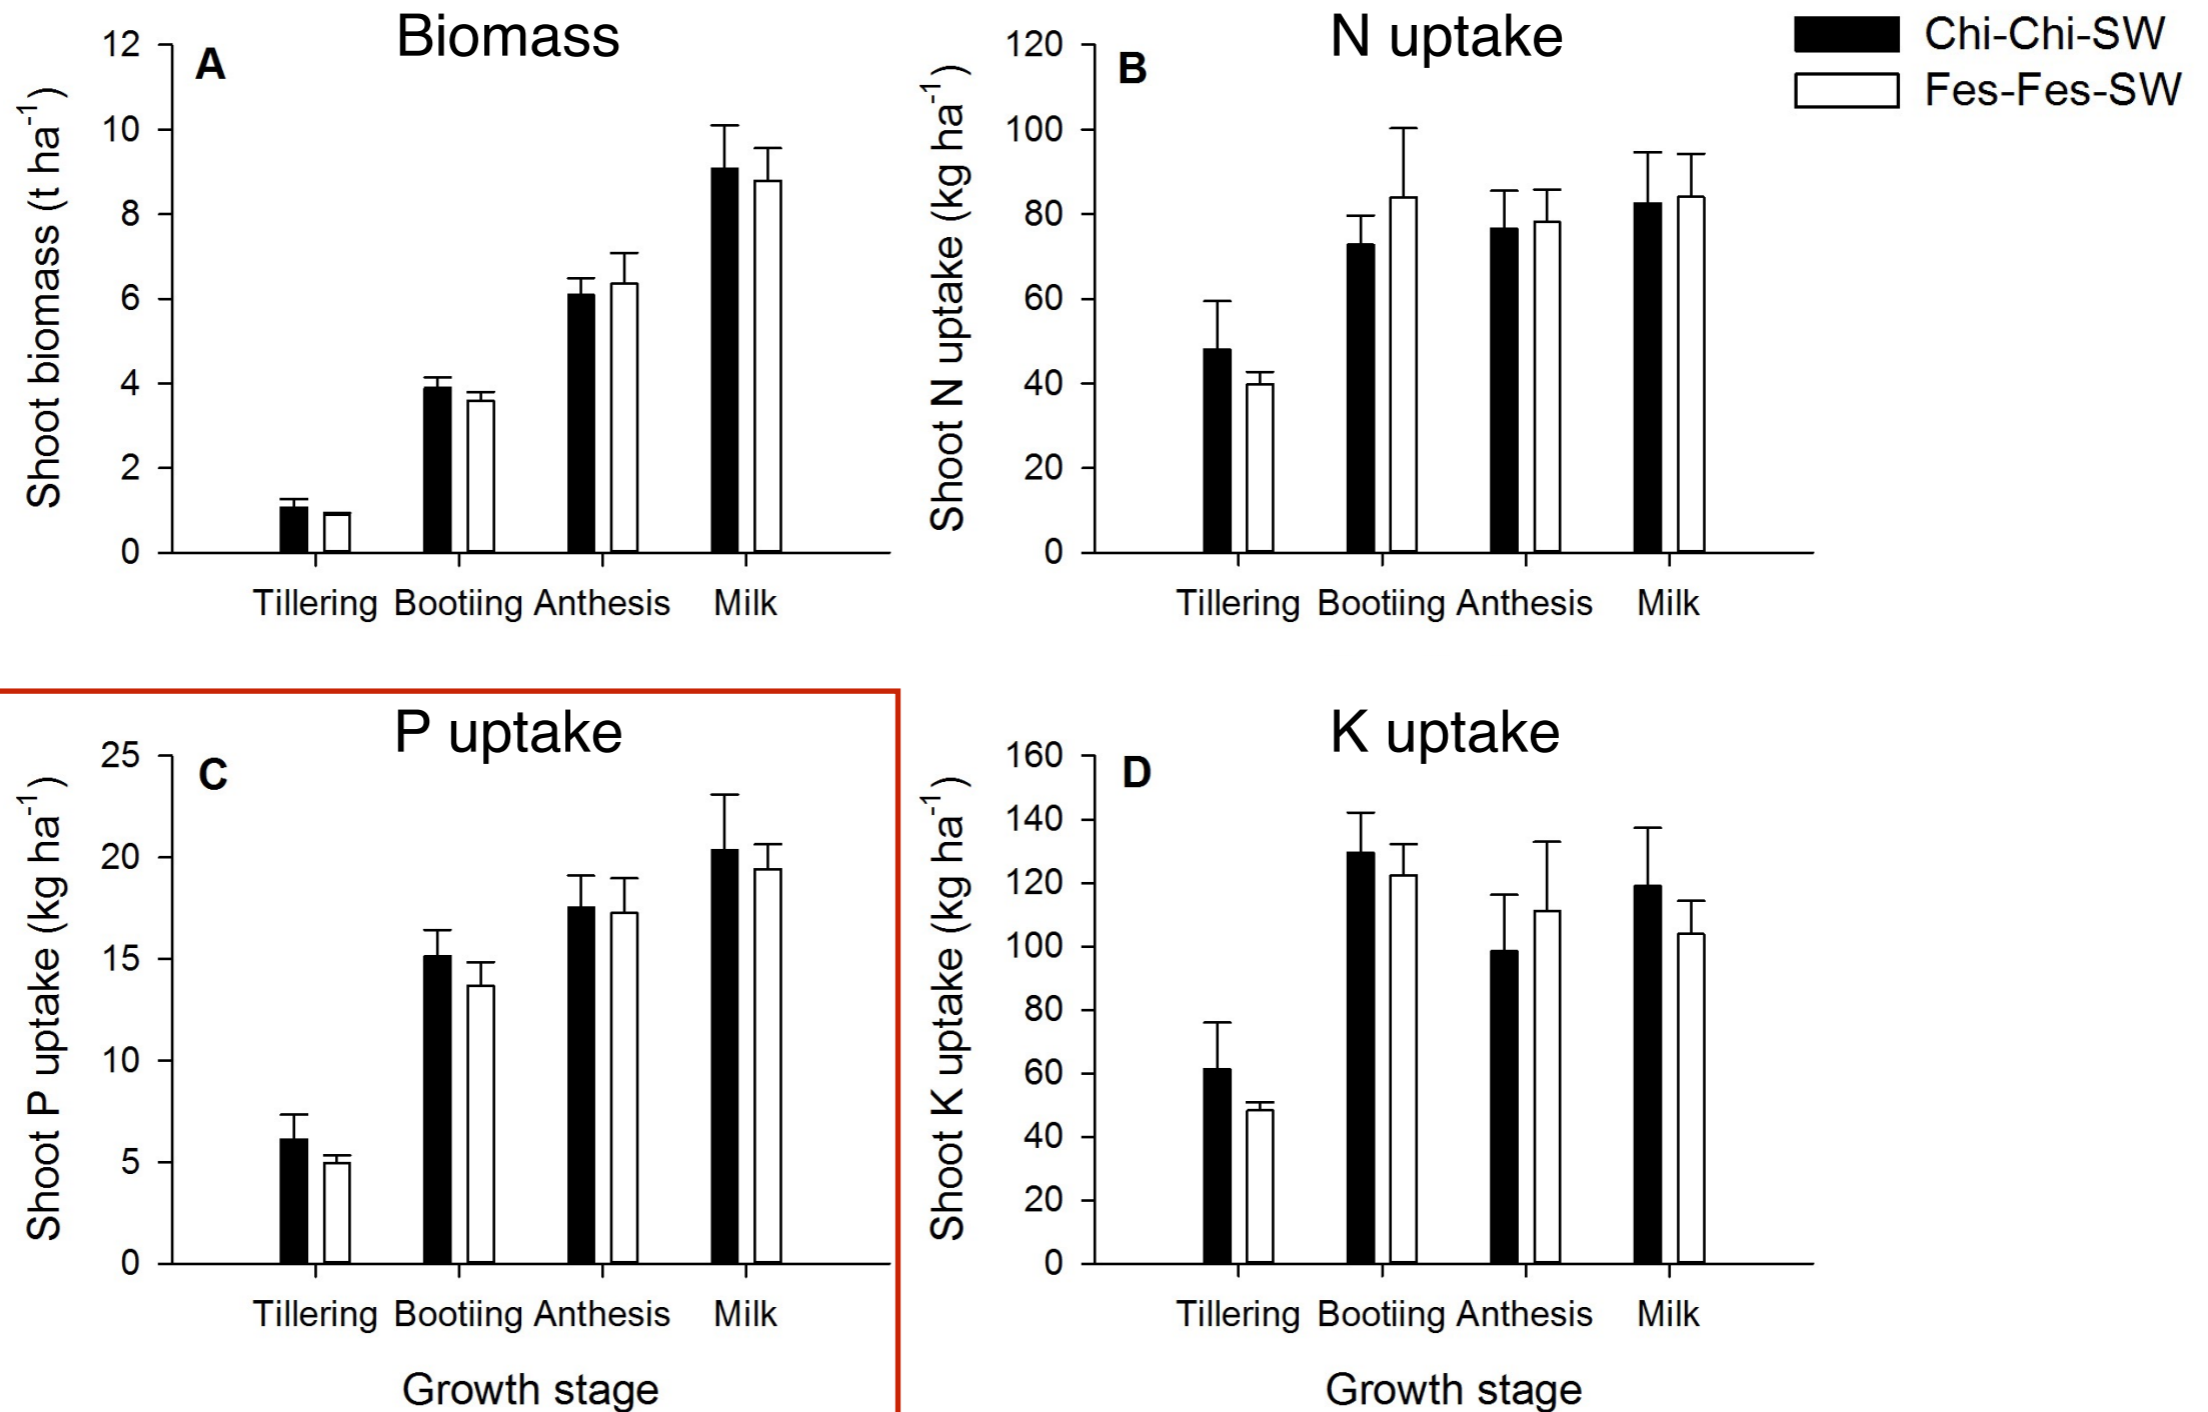 Biomass
A
12
10
8
6
4
2
0
Shoot biomass (t ha⁻¹)
Tillering Bootiing Anthesis Milk
N uptake
B
120
100
80
60
40
20
0
Shoot N uptake (kg ha⁻¹)
Tillering Bootiing Anthesis Milk
Chi-Chi-SW
Fes-Fes-SW
P uptake
C
25
20
15
10
5
0
Shoot P uptake (kg ha⁻¹)
Tillering Bootiing Anthesis Milk
Growth stage
K uptake
D
160
140
120
100
80
60
40
20
0
Shoot K uptake (kg ha⁻¹)
Tillering Bootiing Anthesis Milk
Growth stage